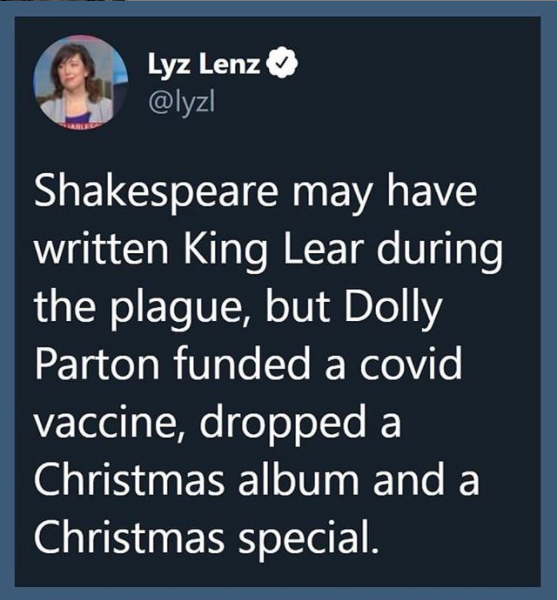 Lyz Lenz
@lyzl
Shakespeare may have
written King Lear during
the plague, but Dolly
Parton funded a covid
vaccine, dropped a
Christmas album and a
Christmas special.